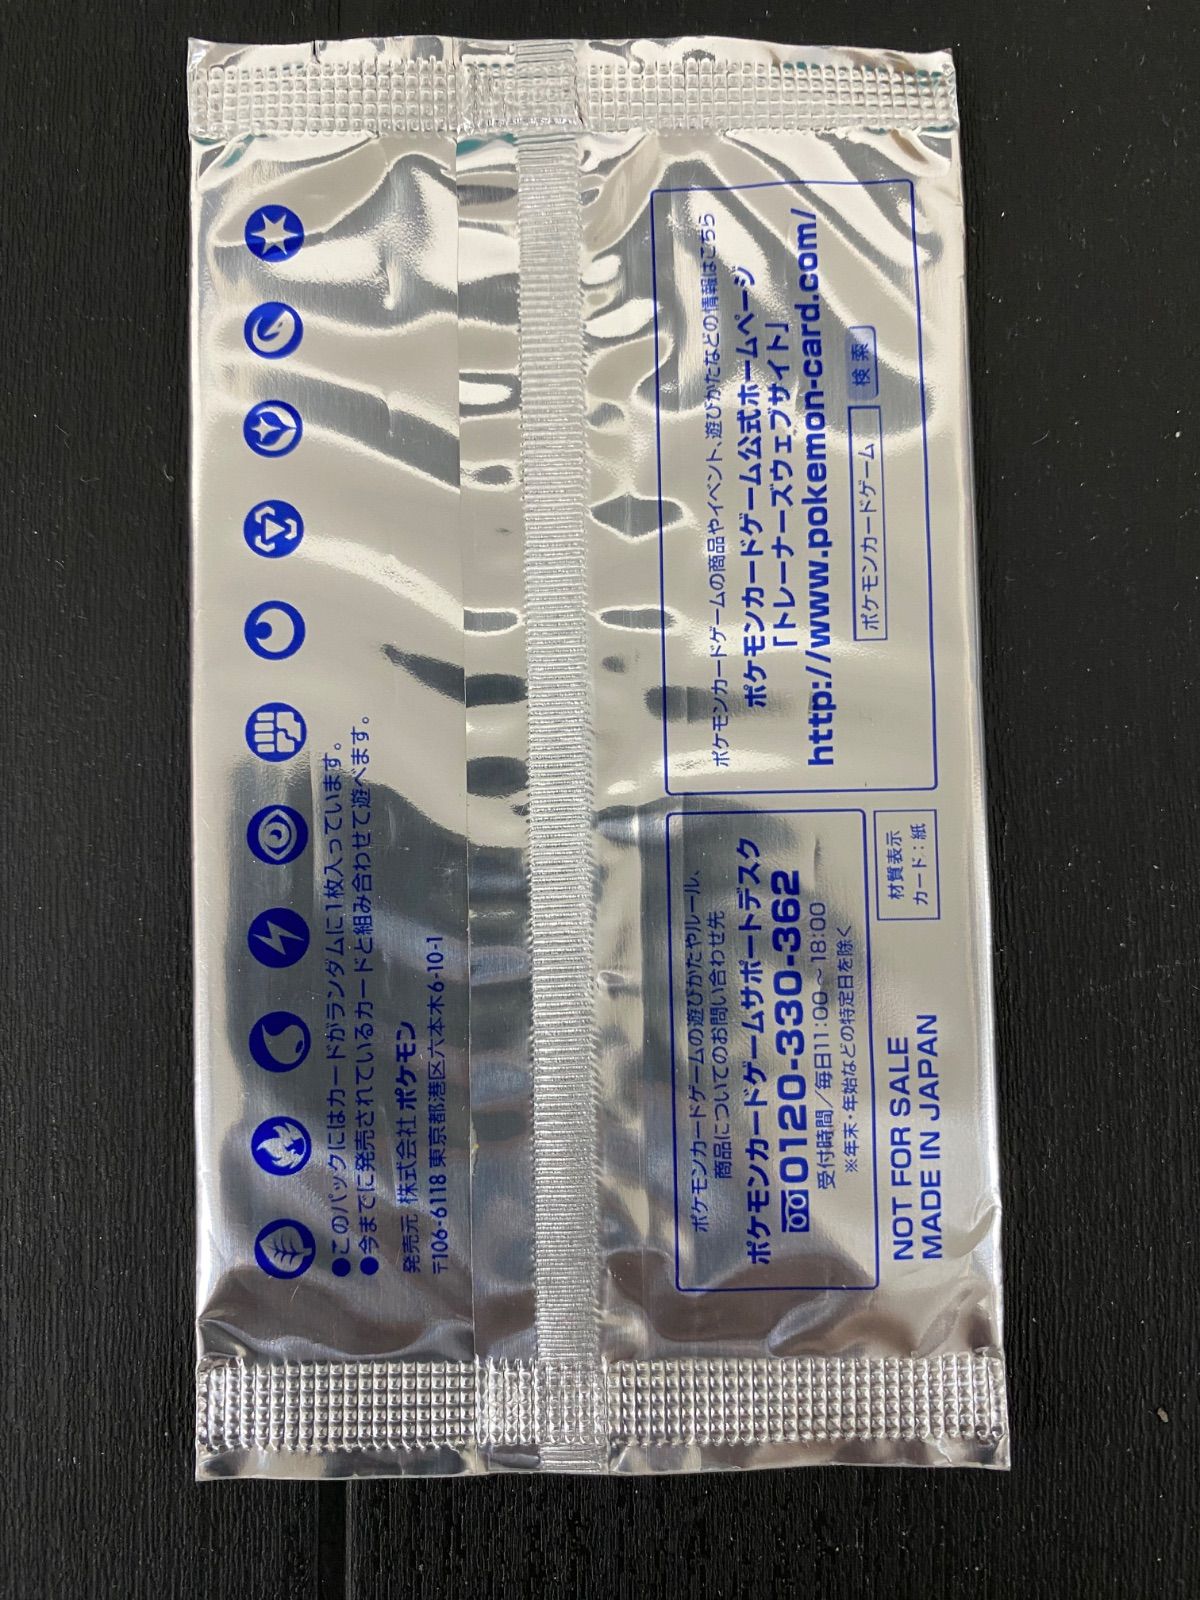 ●このパックにはカードがランダムに1枚入っています。
●今までに発売されているカードと組み合わせて遊べます。
発売元 株式会社 ポケモン
〒106-6118 東京都港区六本木6-10-1
ポケモンカードゲームの遊びかたやルール、
商品についてのお問い合わせ先
ポケモンカードゲームサポートデスク
0120-330-362
受付時間/毎日11:00～18:00
※年末・年始などの特定日を除く
NOT FOR SALE
MADE IN JAPAN
材質表示
カード:紙
ポケモンカードゲームの商品やイベント、遊びかたなどの情報はこちら
ポケモンカードゲーム公式ホームページ
「トレーナーズウェブサイト」
http://www.pokemon-card.com/
ポケモンカードゲーム 検索